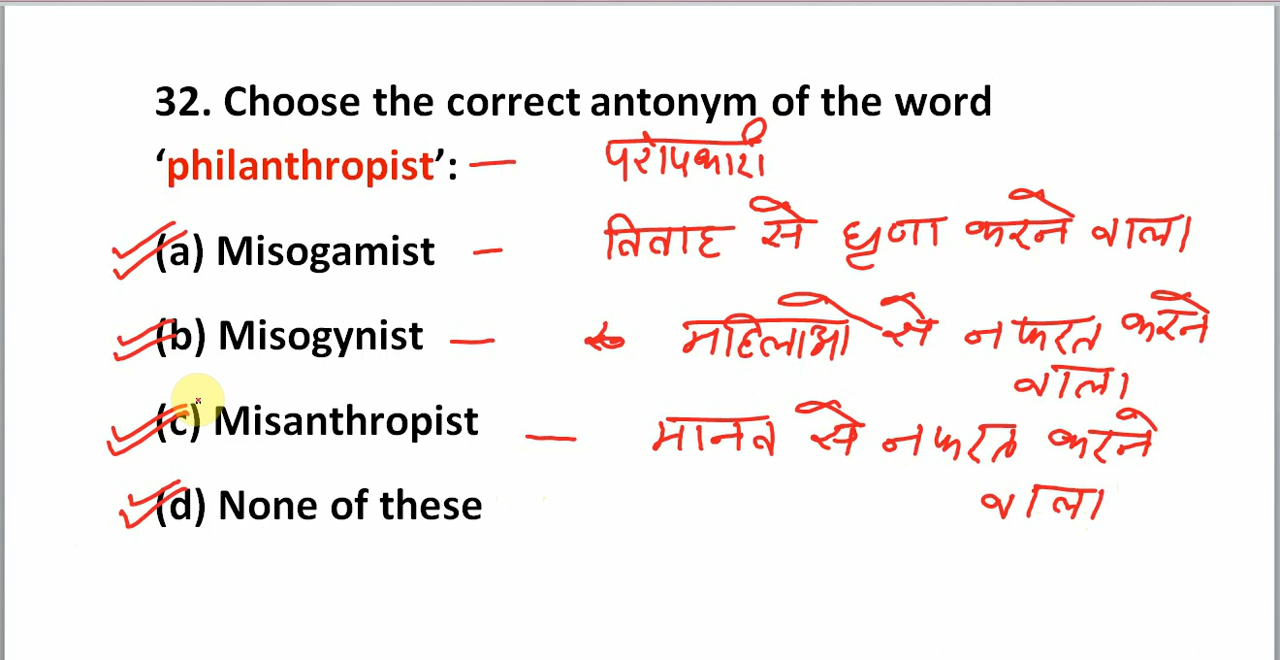 32. Choose the correct antonym of the word
‘philanthropist’: — परोपकारी
(a) Misogamist — विवाह से घृणा करने वाला
(b) Misogynist — महिलाओ से नफरत करने
वाला
(c) Misanthropist — मानव से नफरत करने
वाला
(d) None of these